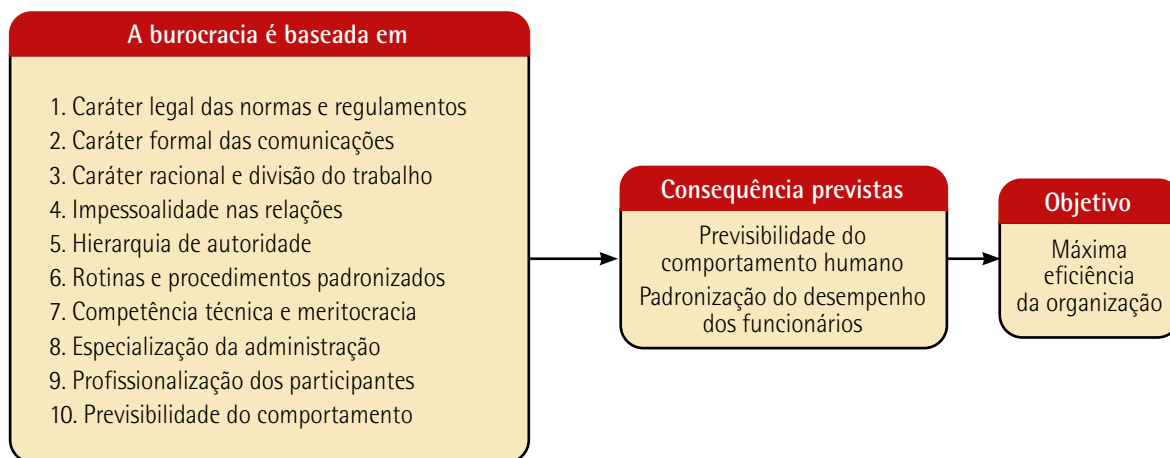 A burocracia é baseada em
1. Caráter legal das normas e regulamentos
2. Caráter formal das comunicações
3. Caráter racional e divisão do trabalho
4. Impessoalidade nas relações
5. Hierarquia de autoridade
6. Rotinas e procedimentos padronizados
7. Competência técnica e meritocracia
8. Especialização da administração
9. Profissionalização dos participantes
10. Previsibilidade do comportamento
Consequência previstas
Previsibilidade do
comportamento humano
Padronização do desempenho
dos funcionários
Objetivo
Máxima
eficiência
da organização